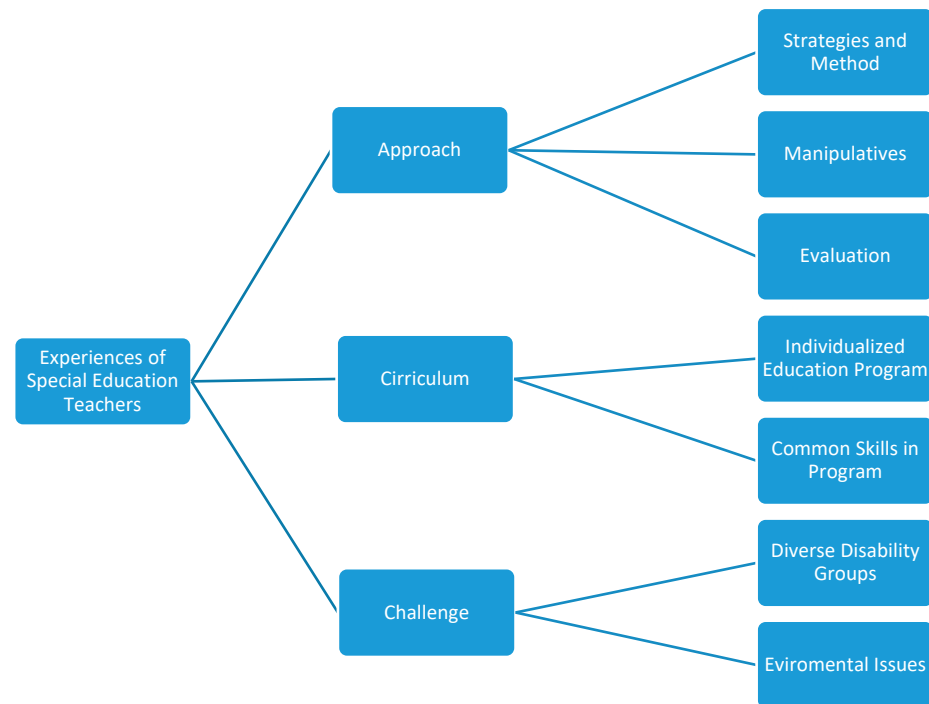 Strategies and
Method
Approach
Manipulatives
Evaluation
Experiences of
Special Education
Teachers
Cirriculum
Individualized
Education Program
Common Skills in
Program
Challenge
Diverse Disability
Groups
Eviromental Issues